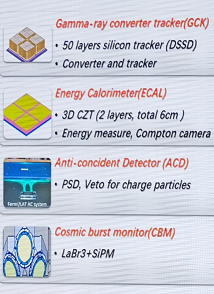 Gamma-ray converter tracker(GCK)
• 50 layers silicon tracker (DSSD)
• Converter and tracker
Energy Calorimeter(ECAL)
• 3D CZT (2 layers, total 6cm )
• Energy measure, Compton camera
Anti-concident Detector (ACD)
• PSD, Veto for charge particles
Fermi/LAT AC system
Cosmic burst monitor(CBM)
• LaBr3+SiPM